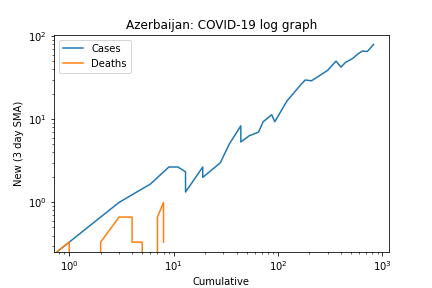 Azerbaijan: COVID-19 log graph
Cases
Deaths
New (3 day SMA)
10²
10¹
10⁰
10⁰ 10¹ 10² 10³
Cumulative